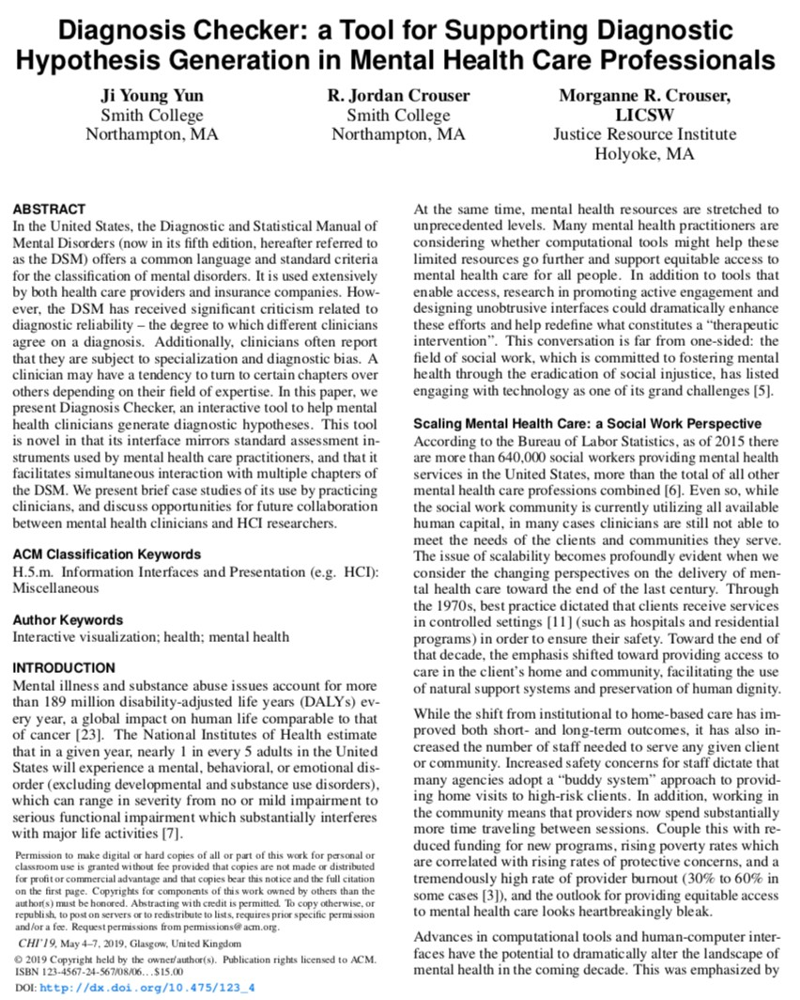 Diagnosis Checker: a Tool for Supporting Diagnostic
Hypothesis Generation in Mental Health Care Professionals
Ji Young Yun
Smith College
Northampton, MA
R. Jordan Crouser
Smith College
Northampton, MA
Morganne R. Crouser,
LICSW
Justice Resource Institute
Holyoke, MA
ABSTRACT
In the United States, the Diagnostic and Statistical Manual of
Mental Disorders (now in its fifth edition, hereafter referred to
as the DSM) offers a common language and standard criteria
for the classification of mental disorders. It is used extensively
by both health care providers and insurance companies. How-
ever, the DSM has received significant criticism related to
diagnostic reliability – the degree to which different clinicians
agree on a diagnosis. Additionally, clinicians often report
that they are subject to specialization and diagnostic bias. A
clinician may have a tendency to turn to certain chapters over
others depending on their field of expertise. In this paper, we
present Diagnosis Checker, an interactive tool to help mental
health clinicians generate diagnostic hypotheses. This tool
is novel in that its interface mirrors standard assessment in-
struments used by mental health care practitioners, and that it
facilitates simultaneous interaction with multiple chapters of
the DSM. We present brief case studies of its use by practicing
clinicians, and discuss opportunities for future collaboration
between mental health clinicians and HCI researchers.
ACM Classification Keywords
H.5.m. Information Interfaces and Presentation (e.g. HCI):
Miscellaneous
Author Keywords
Interactive visualization; health; mental health
INTRODUCTION
Mental illness and substance abuse issues account for more
than 189 million disability-adjusted life years (DALYs) ev-
ery year, a global impact on human life comparable to that
of cancer [23]. The National Institutes of Health estimate
that in a given year, nearly 1 in every 5 adults in the United
States will experience a mental, behavioral, or emotional dis-
order (excluding developmental and substance use disorders),
which can range in severity from no or mild impairment to
serious functional impairment which substantially interferes
with major life activities [7].
Permission to make digital or hard copies of all or part of this work for personal or
classroom use is granted without fee provided that copies are not made or distributed
for profit or commercial advantage and that copies bear this notice and the full citation
on the first page. Copyrights for components of this work owned by others than the
author(s) must be honored. Abstracting with credit is permitted. To copy otherwise, or
republish, to post on servers or to redistribute to lists, requires prior specific permission
and/or a fee. Request permissions from permissions@acm.org.
CHI'19, May 4–7, 2019, Glasgow, United Kingdom
© 2019 Copyright held by the owner/author(s). Publication rights licensed to ACM.
ISBN 123-4567-24-567/08/06...$15.00
DOI: http://dx.doi.org/10.475/123_4
At the same time, mental health resources are stretched to
unprecedented levels. Many mental health practitioners are
considering whether computational tools might help these
limited resources go further and support equitable access to
mental health care for all people. In addition to tools that
enable access, research in promoting active engagement and
designing unobtrusive interfaces could dramatically enhance
these efforts and help redefine what constitutes a “therapeutic
intervention”. This conversation is far from one-sided: the
field of social work, which is committed to fostering mental
health through the eradication of social injustice, has listed
engaging with technology as one of its grand challenges [5].
Scaling Mental Health Care: a Social Work Perspective
According to the Bureau of Labor Statistics, as of 2015 there
are more than 640,000 social workers providing mental health
services in the United States, more than the total of all other
mental health care professions combined [6]. Even so, while
the social work community is currently utilizing all available
human capital, in many cases clinicians are still not able to
meet the needs of the clients and communities they serve.
The issue of scalability becomes profoundly evident when we
consider the changing perspectives on the delivery of men-
tal health care toward the end of the last century. Through
the 1970s, best practice dictated that clients receive services
in controlled settings [11] (such as hospitals and residential
programs) in order to ensure their safety. Toward the end of
that decade, the emphasis shifted toward providing access to
care in the client's home and community, facilitating the use
of natural support systems and preservation of human dignity.
While the shift from institutional to home-based care has im-
proved both short- and long-term outcomes, it has also in-
creased the number of staff needed to serve any given client
or community. Increased safety concerns for staff dictate that
many agencies adopt a “buddy system” approach to provid-
ing home visits to high-risk clients. In addition, working in
the community means that providers now spend substantially
more time traveling between sessions. Couple this with re-
duced funding for new programs, rising poverty rates which
are correlated with rising rates of protective concerns, and a
tremendously high rate of provider burnout (30% to 60% in
some cases [3]), and the outlook for providing equitable access
to mental health care looks heartbreakingly bleak.
Advances in computational tools and human-computer inter-
faces have the potential to dramatically alter the landscape of
mental health in the coming decade. This was emphasized by